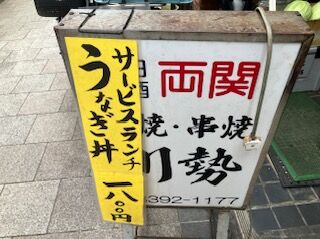 サービスランチ
うなぎ丼
一八〇〇円
両関
焼・串焼
勢
392-1177